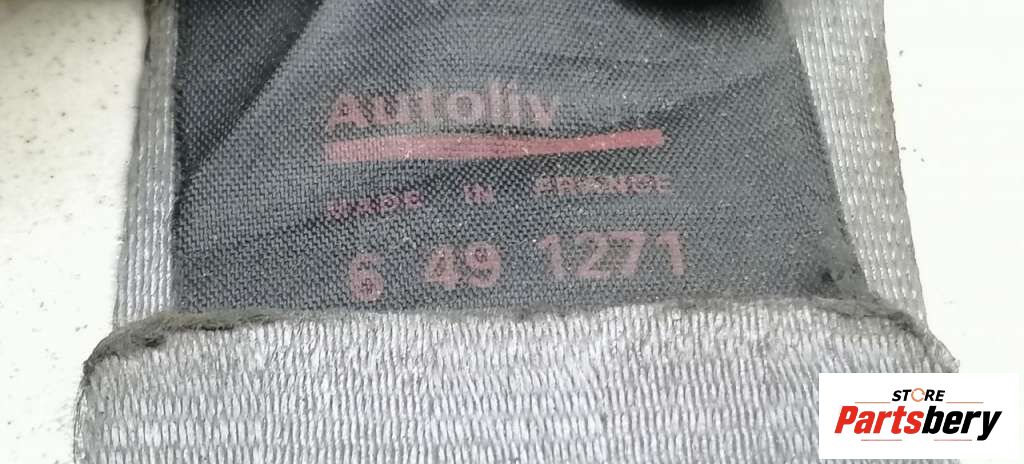 Autoliv
MADE IN FRANCE
6 49 1271
STORE
Partsbery